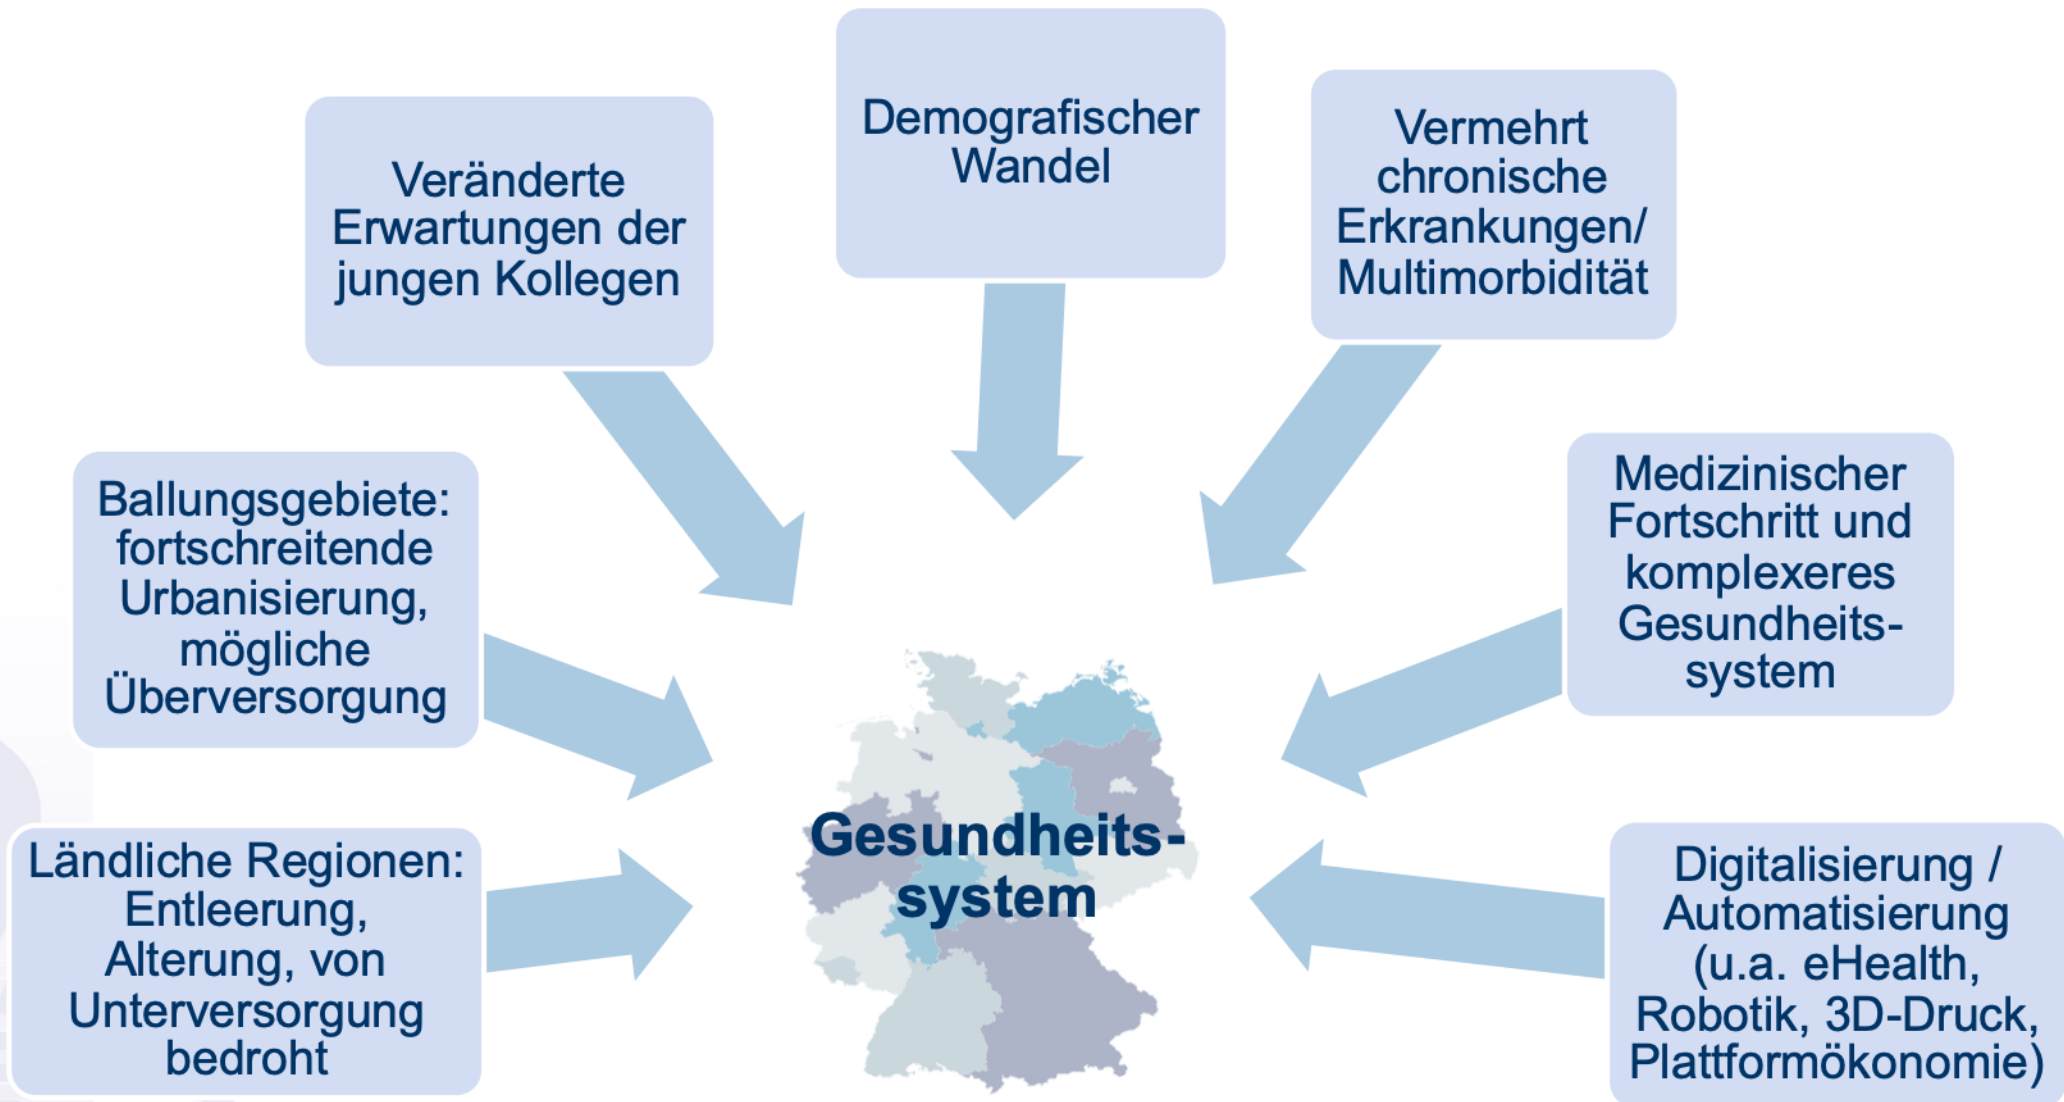 Demografischer
Wandel
Vermehrt
chronische
Erkrankungen/
Multimorbidität
Veränderte
Erwartungen der
jungen Kollegen
Medizinischer
Fortschritt und
komplexeres
Gesundheits-
system
Ballungsgebiete:
fortschreitende
Urbanisierung,
mögliche
Überversorgung
Gesundheits-
system
Ländliche Regionen:
Entleerung,
Alterung, von
Unterversorgung
bedroht
Digitalisierung /
Automatisierung
(u.a. eHealth,
Robotik, 3D-Druck,
Plattformökonomie)